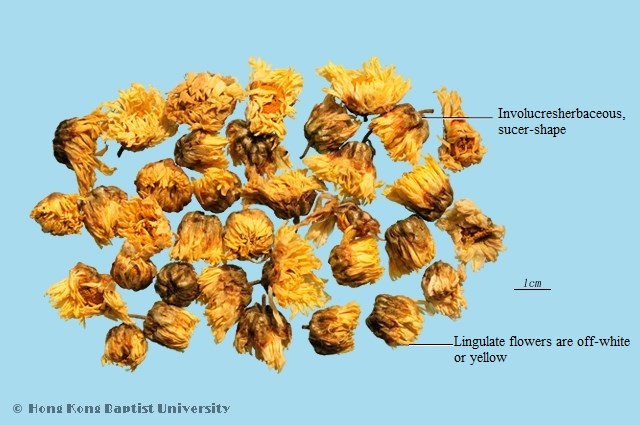 Involucresherbaceous,
sucer-shape
1cm
Lingulate flowers are off-white
or yellow
© Hong Kong Baptist University